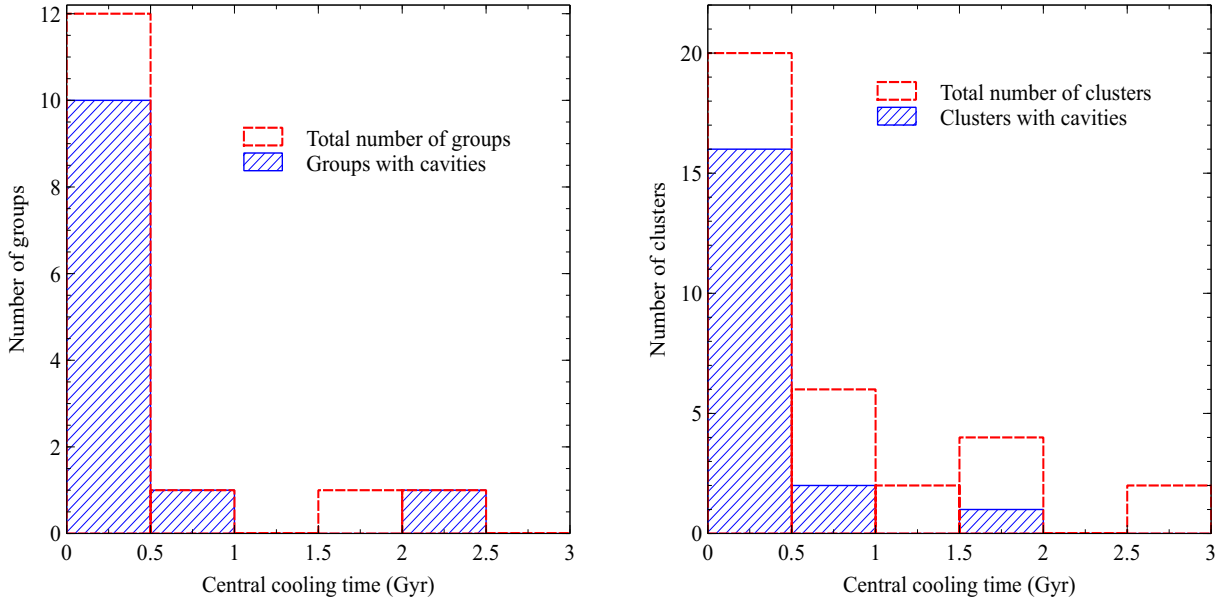 12
10
8
6
4
2
0
Number of groups
Total number of groups
Groups with cavities
0 0.5 1 1.5 2 2.5 3
Central cooling time (Gyr)
20
15
10
5
0
Number of clusters
Total number of clusters
Clusters with cavities
0 0.5 1 1.5 2 2.5 3
Central cooling time (Gyr)